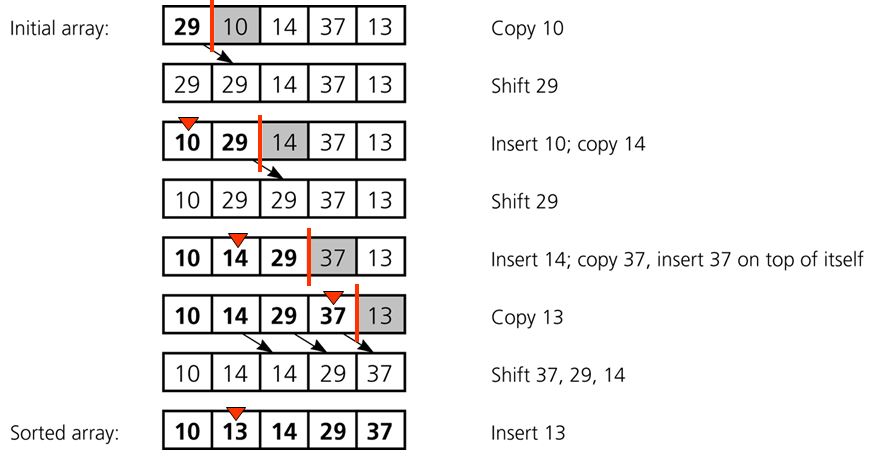 Initial array: 29 10 14 37 13 Copy 10
29 29 14 37 13 Shift 29
10 29 14 37 13 Insert 10; copy 14
10 29 29 37 13 Shift 29
10 14 29 37 13 Insert 14; copy 37, insert 37 on top of itself
10 14 29 37 13 Copy 13
10 14 14 29 37 Shift 37, 29, 14
Sorted array: 10 13 14 29 37 Insert 13